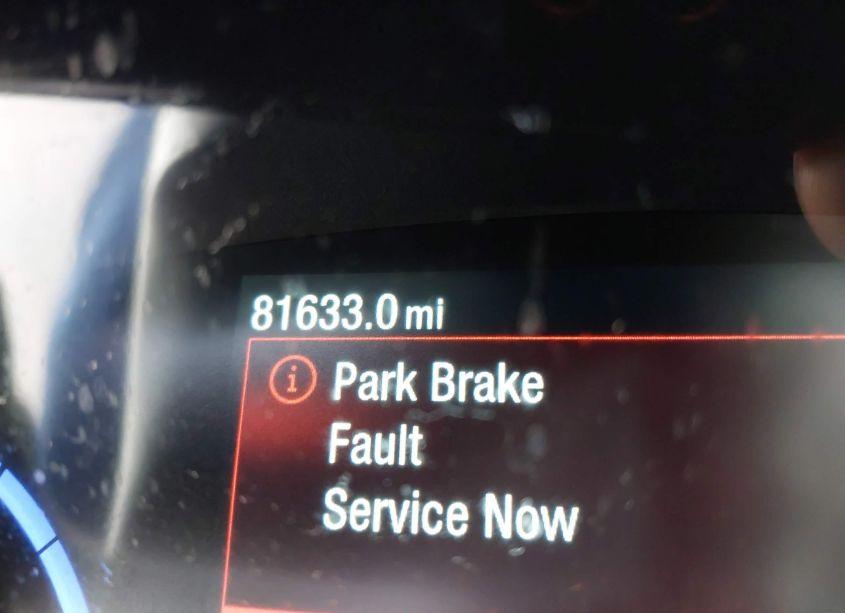 81633.0 mi
Park Brake
Fault
Service Now